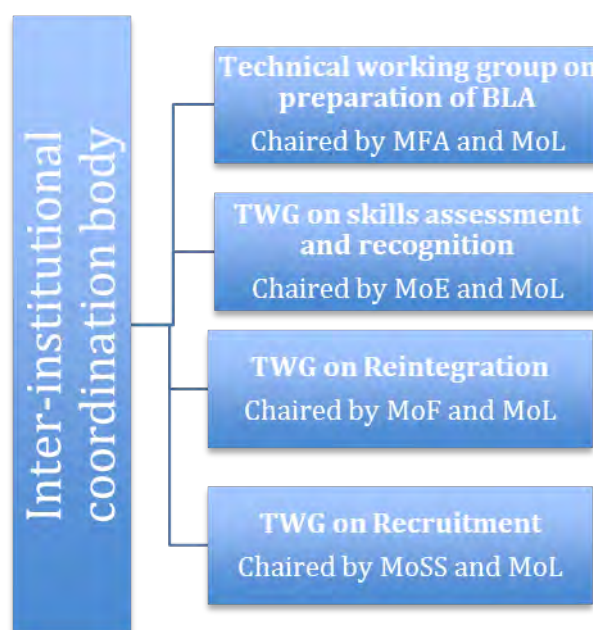 Inter-institutional
coordination body
Technical working group on
preparation of BLA
Chaired by MFA and MoL
TWG on skills assessment
and recognition
Chaired by MoE and MoL
TWG on Reintegration
Chaired by MoF and MoL
TWG on Recruitment
Chaired by MoSS and MoL